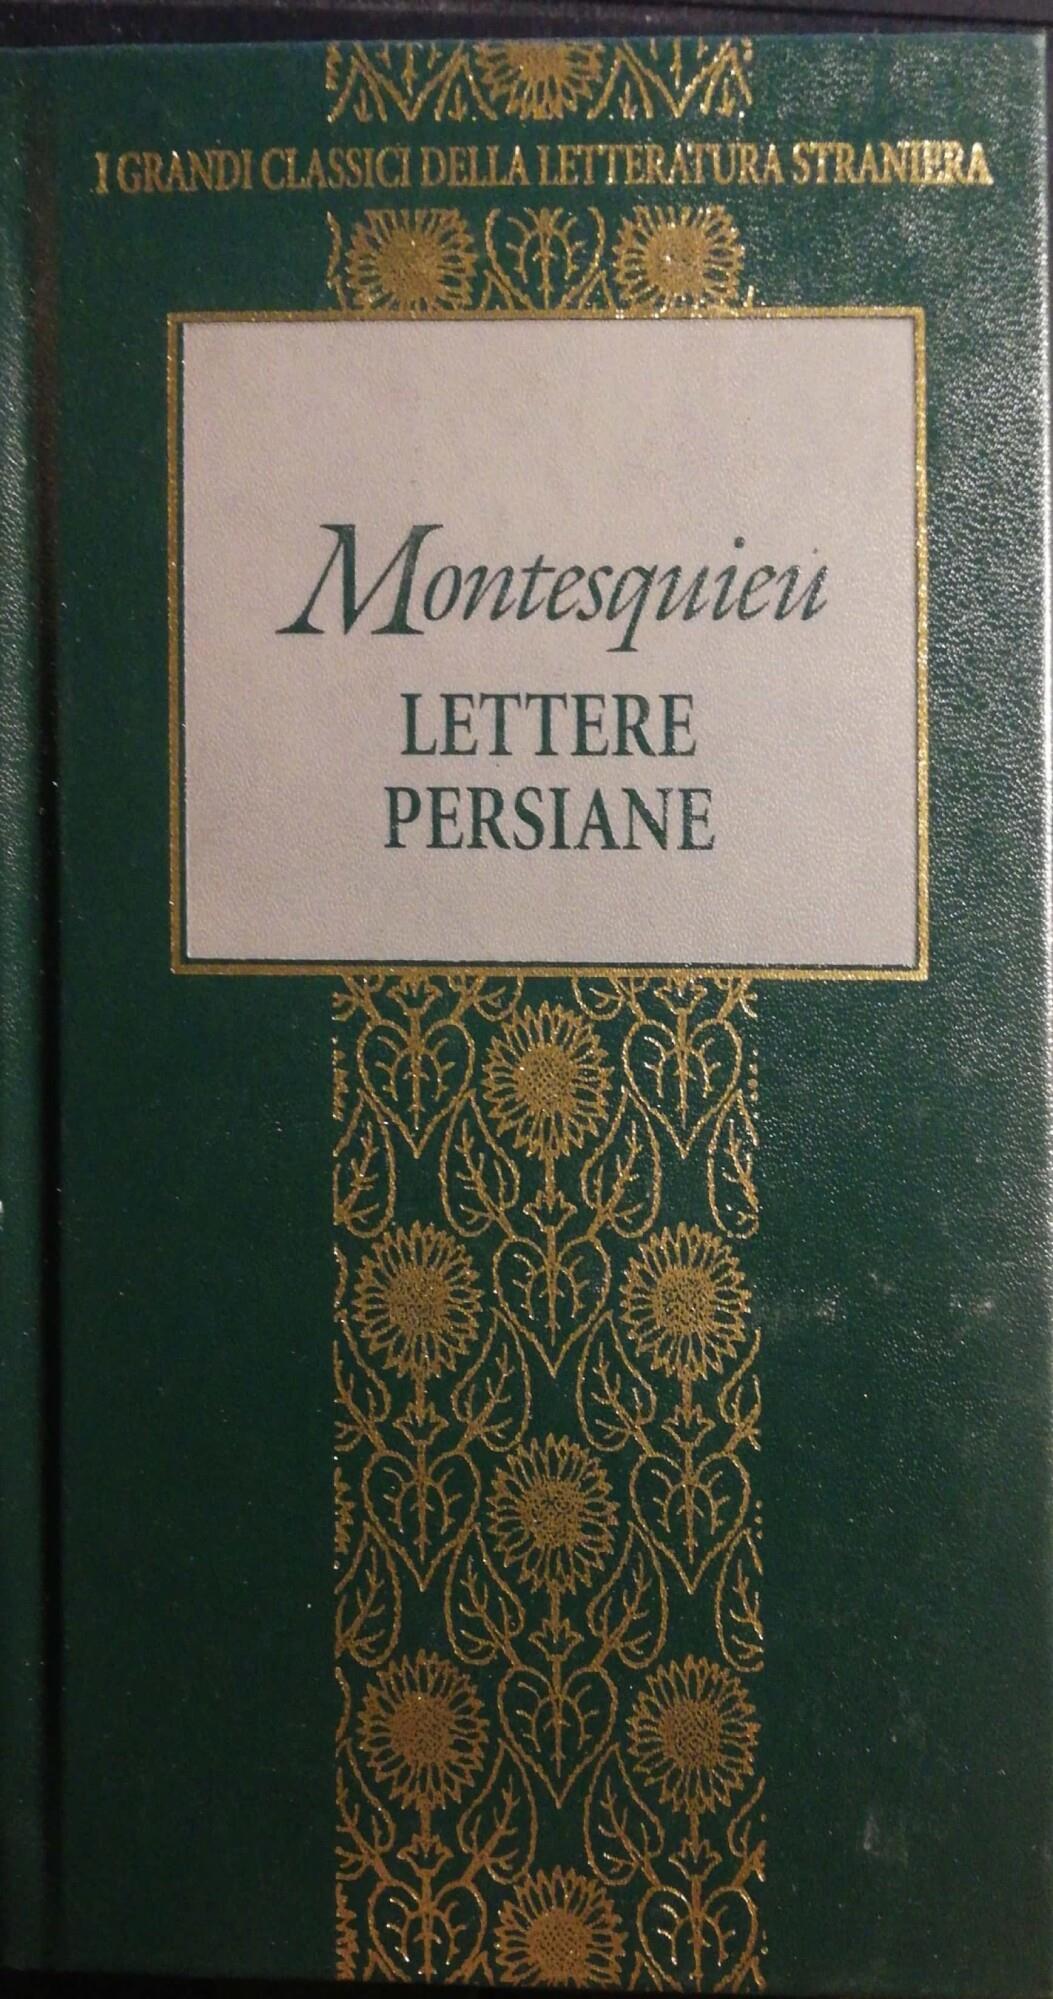 I GRANDI CLASSICI DELLA LETTERATURA STRANIERA
Montesquieu
LETTERE
PERSIANE